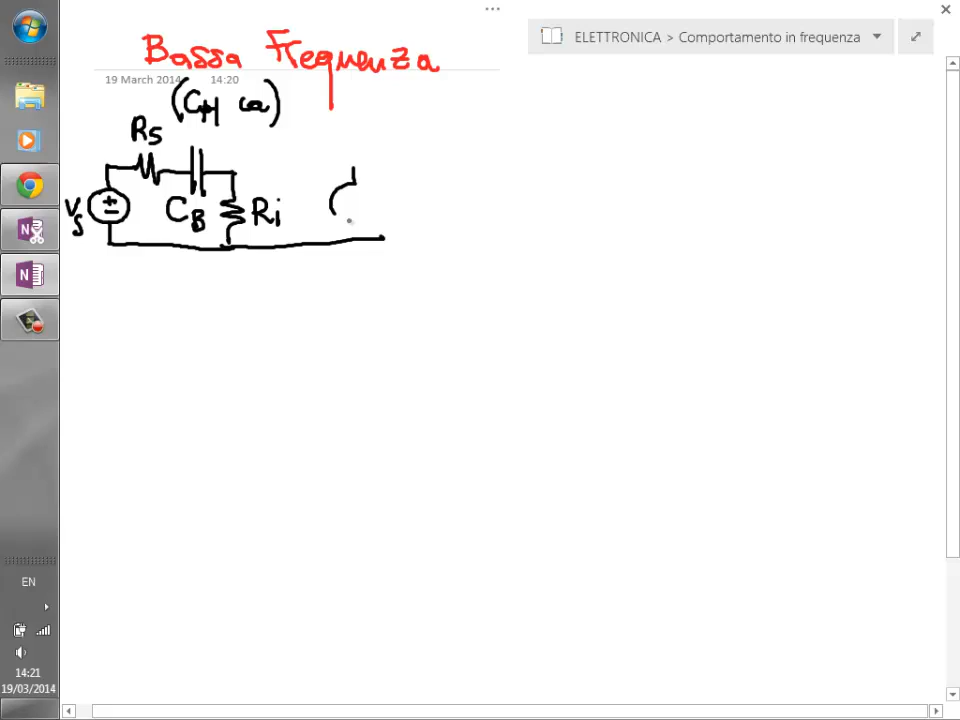 ELETTRONICA > Comportamento in frequenza
Bassa Frequenza
19 March 2014 14:20
(CH ca)
Rs
Vs
CB
Ri
EN
14:21
19/03/2014